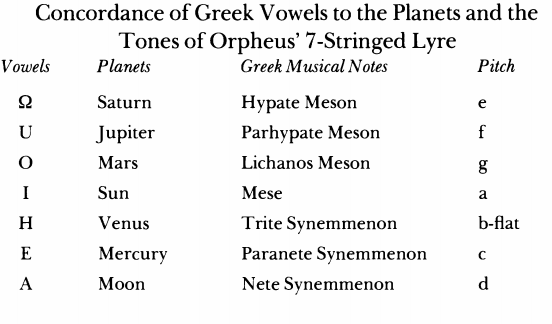 Concordance of Greek Vowels to the Planets and the
Tones of Orpheus’ 7-Stringed Lyre
Vowels Planets Greek Musical Notes Pitch
Ω Saturn Hypate Meson e
U Jupiter Parhypate Meson f
O Mars Lichanos Meson g
I Sun Mese a
H Venus Trite Synemmenon b-flat
E Mercury Paranete Synemmenon c
A Moon Nete Synemmenon d